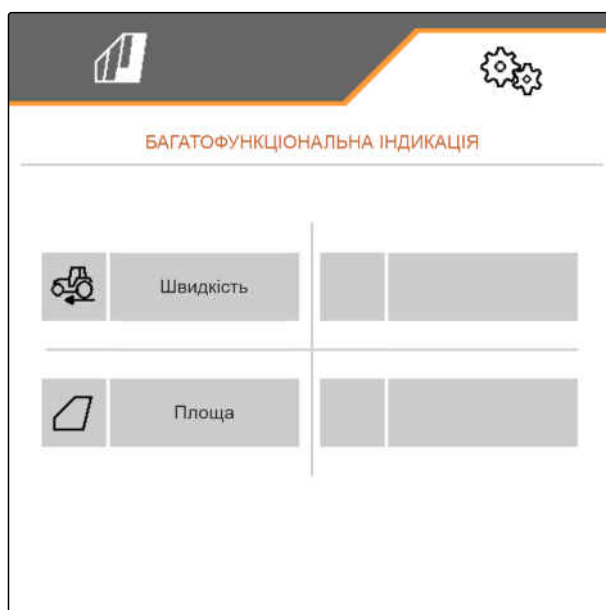 БАГАТОФУНКЦІОНАЛЬНА ІНДИКАЦІЯ
Швидкість
Площа